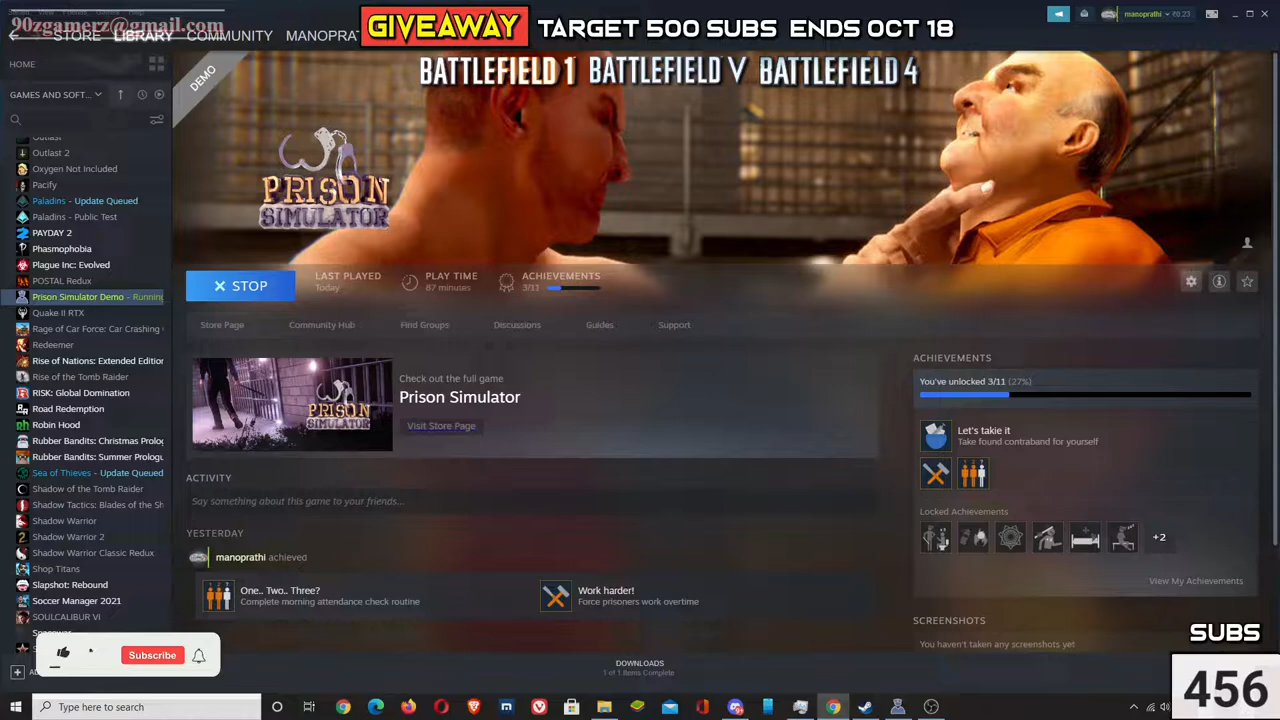 90zgamerz@gmail.com
GIVEAWAY TARGET 500 SUBS ENDS OCT 18
STORE LIBRARY COMMUNITY MANOPRAT
manoprathi ₹0.23
BATTLEFIELD 1 BATTLEFIELD V BATTLEFIELD 4
HOME
DEMO
GAMES AND SOFT...
PRISON
SIMULATOR
Outlast
Outlast 2
Oxygen Not Included
Pacify
Paladins - Update Queued
Paladins - Public Test
PAYDAY 2
Phasmophobia
Plague Inc: Evolved
POSTAL Redux
Prison Simulator Demo - Running
Quake II RTX
Rage of Car Force: Car Crashing
Redeemer
Rise of Nations: Extended Edition
Rise of the Tomb Raider
RISK: Global Domination
Road Redemption
Robin Hood
Rubber Bandits: Christmas Prolog
Rubber Bandits: Summer Prologu
Sea of Thieves - Update Queued
Shadow of the Tomb Raider
Shadow Tactics: Blades of the Sh
Shadow Warrior
Shadow Warrior 2
Shadow Warrior Classic Redux
Shop Titans
Slapshot: Rebound
Soccer Manager 2021
SOULCALIBUR VI
STOP
LAST PLAYED
Today
PLAY TIME
87 minutes
ACHIEVEMENTS
3/11
Store Page Community Hub Find Groups Discussions Guides Support
PRISON
SIMULATOR
Check out the full game
Prison Simulator
Visit Store Page
ACTIVITY
Say something about this game to your friends...
YESTERDAY
manoprathi achieved
One.. Two.. Three?
Complete morning attendance check routine
Work harder!
Force prisoners work overtime
ACHIEVEMENTS
You've unlocked 3/11 (27%)
Let's takie it
Take found contraband for yourself
Locked Achievements
+2
View My Achievements
SCREENSHOTS
You haven't taken any screenshots yet
Subscribe
DOWNLOADS
1 of 1 Items Complete
SUBS
456
Type here to search